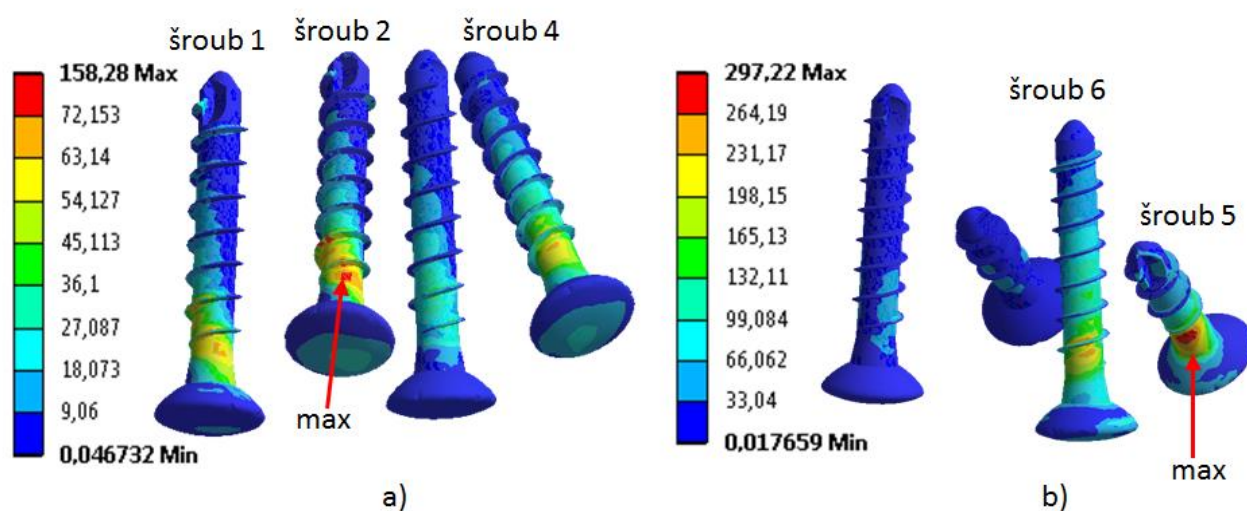 šroub 1
šroub 2
šroub 4
158,28 Max
72,153
63,14
54,127
45,113
36,1
27,087
18,073
9,06
0,046732 Min
max
a)
297,22 Max
264,19
231,17
198,15
165,13
132,11
99,084
66,062
33,04
0,017659 Min
šroub 6
šroub 5
max
b)